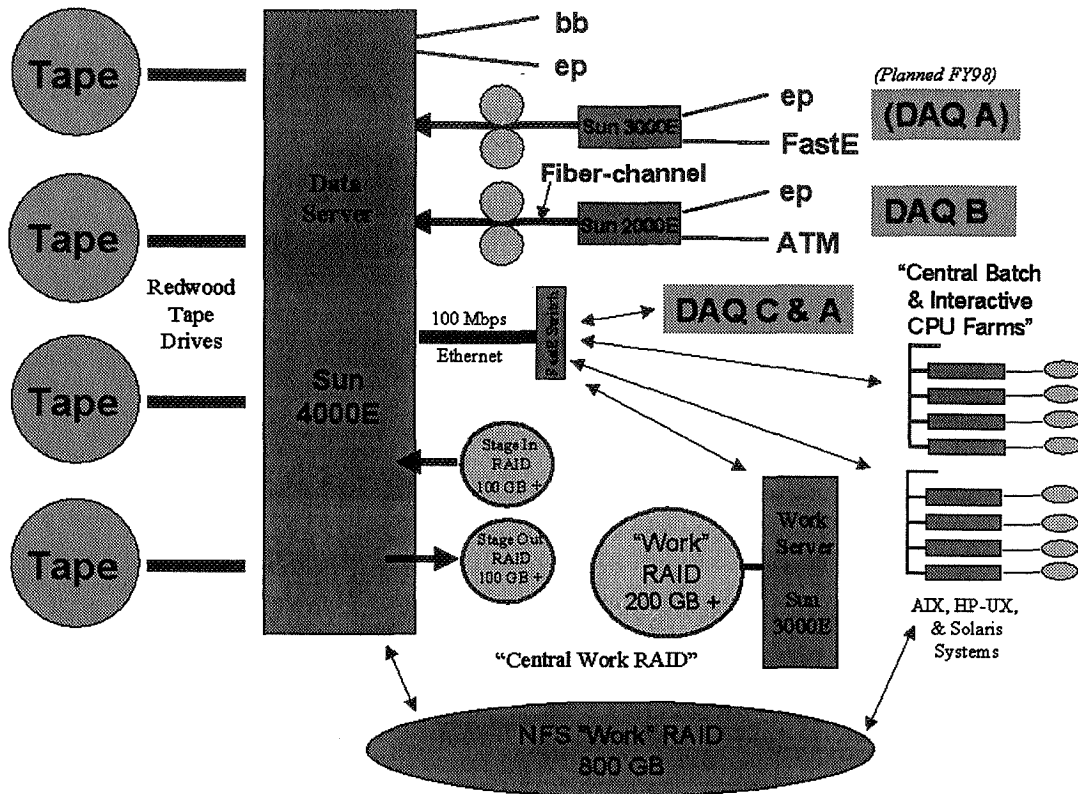 Tape
Tape
Tape
Tape
Redwood
Tape
Drives
Data
Server
Sun
4000E
bb
ep
Sun 3000E
ep
FastE
(Planned FY98)
(DAQ A)
Fiber-channel
Sun 2000E
ep
ATM
DAQ B
100 Mbps
Ethernet
FastE Switch
DAQ C & A
"Central Batch
& Interactive
CPU Farms"
Stage In
RAID
100 GB +
Stage Out
RAID
100 GB +
"Work"
RAID
200 GB +
Work
Server
Sun
3000E
AIX, HP-UX,
& Solaris
Systems
"Central Work RAID"
NFS "Work" RAID
800 GB